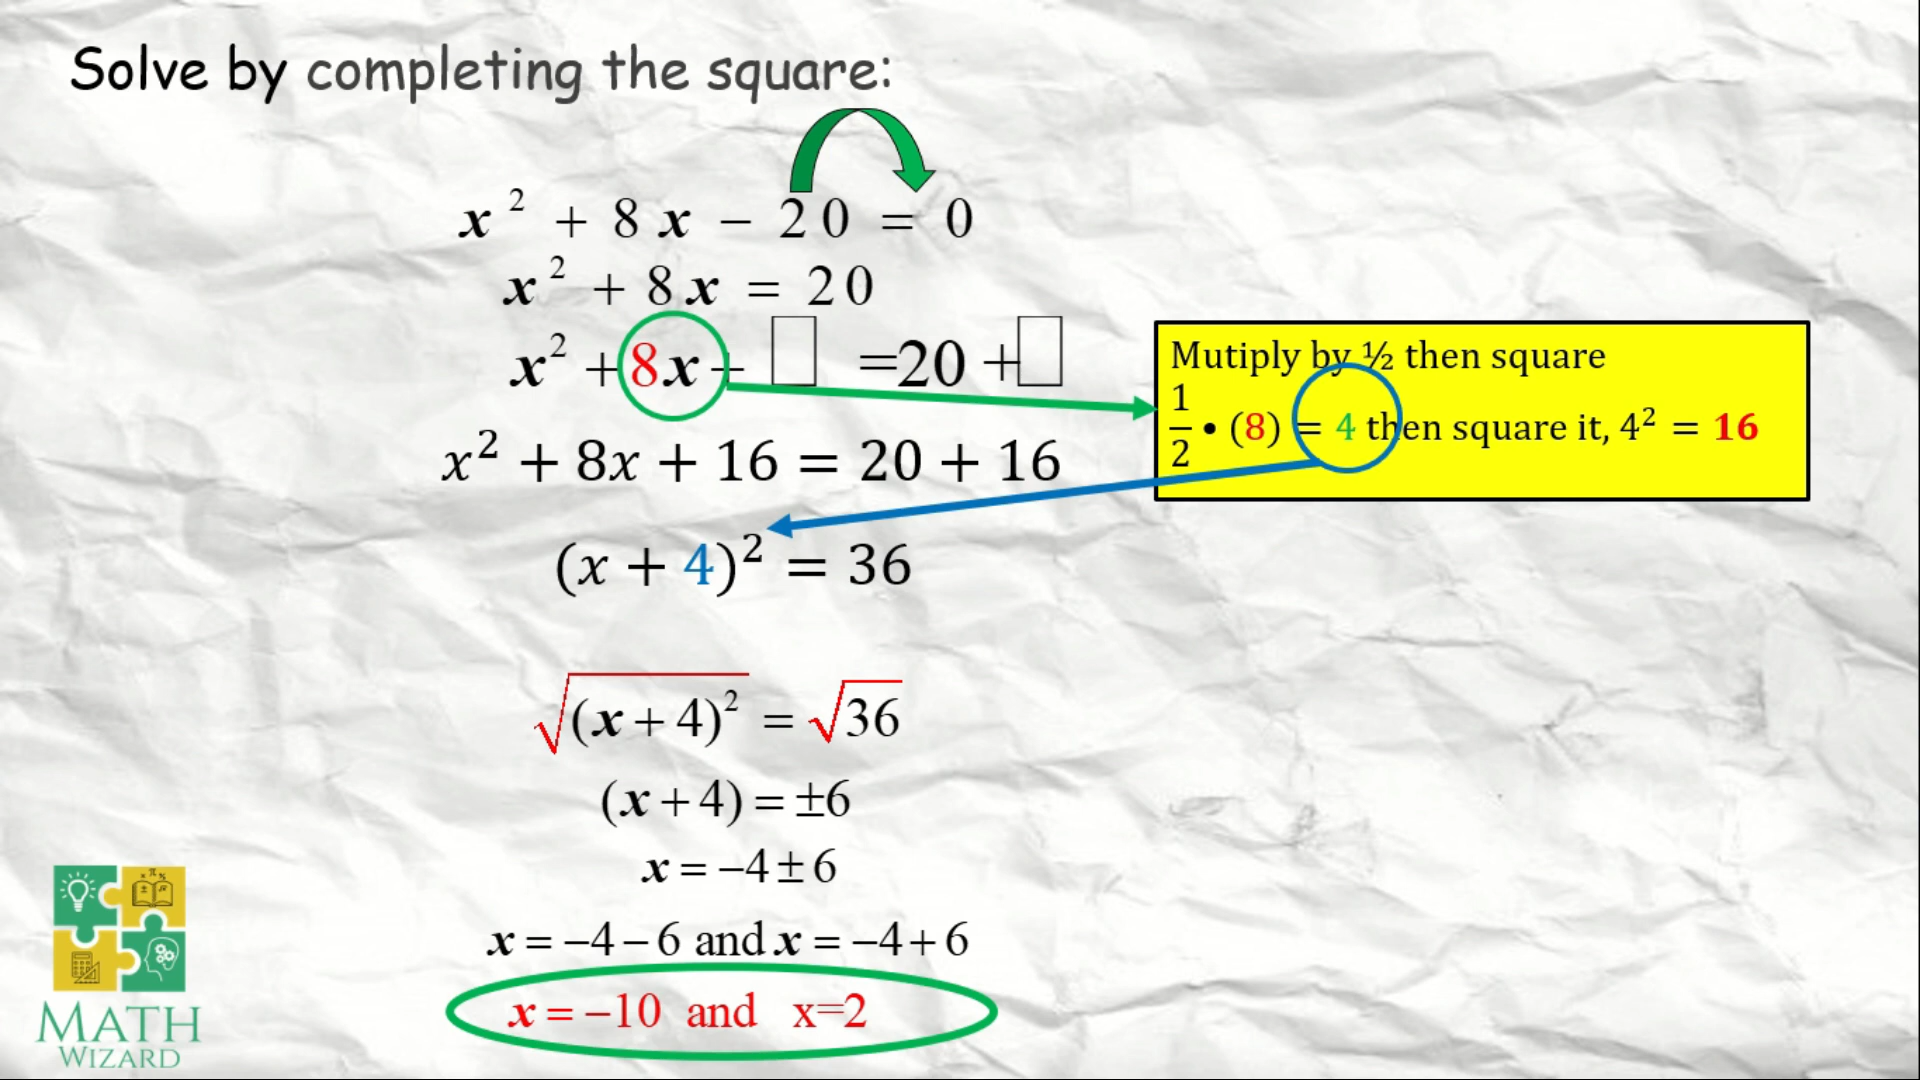 Solve by completing the square:
x² + 8x − 20 = 0
x² + 8x = 20
x² + 8x + □ =20 +□
Mutiply by ½ then square
1/2 • (8) = 4 then square it, 4² = 16
x² + 8x + 16 = 20 + 16
(x + 4)² = 36
√(x + 4)² = √36
(x + 4) = ±6
x = −4 ± 6
x = −4 − 6 and x = −4 + 6
x = −10 and x=2
MATH
WIZARD